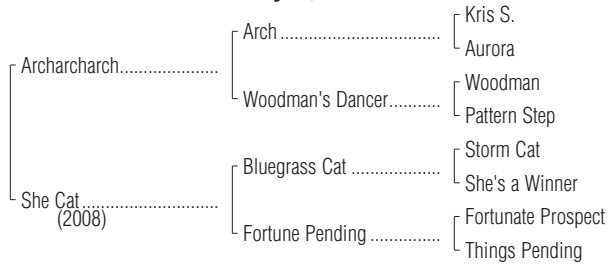 Kris S.
Arch
Aurora
Archarcharch
Woodman
Woodman's Dancer
Pattern Step
Storm Cat
Bluegrass Cat
She's a Winner
She Cat
(2008)
Fortunate Prospect
Fortune Pending
Things Pending